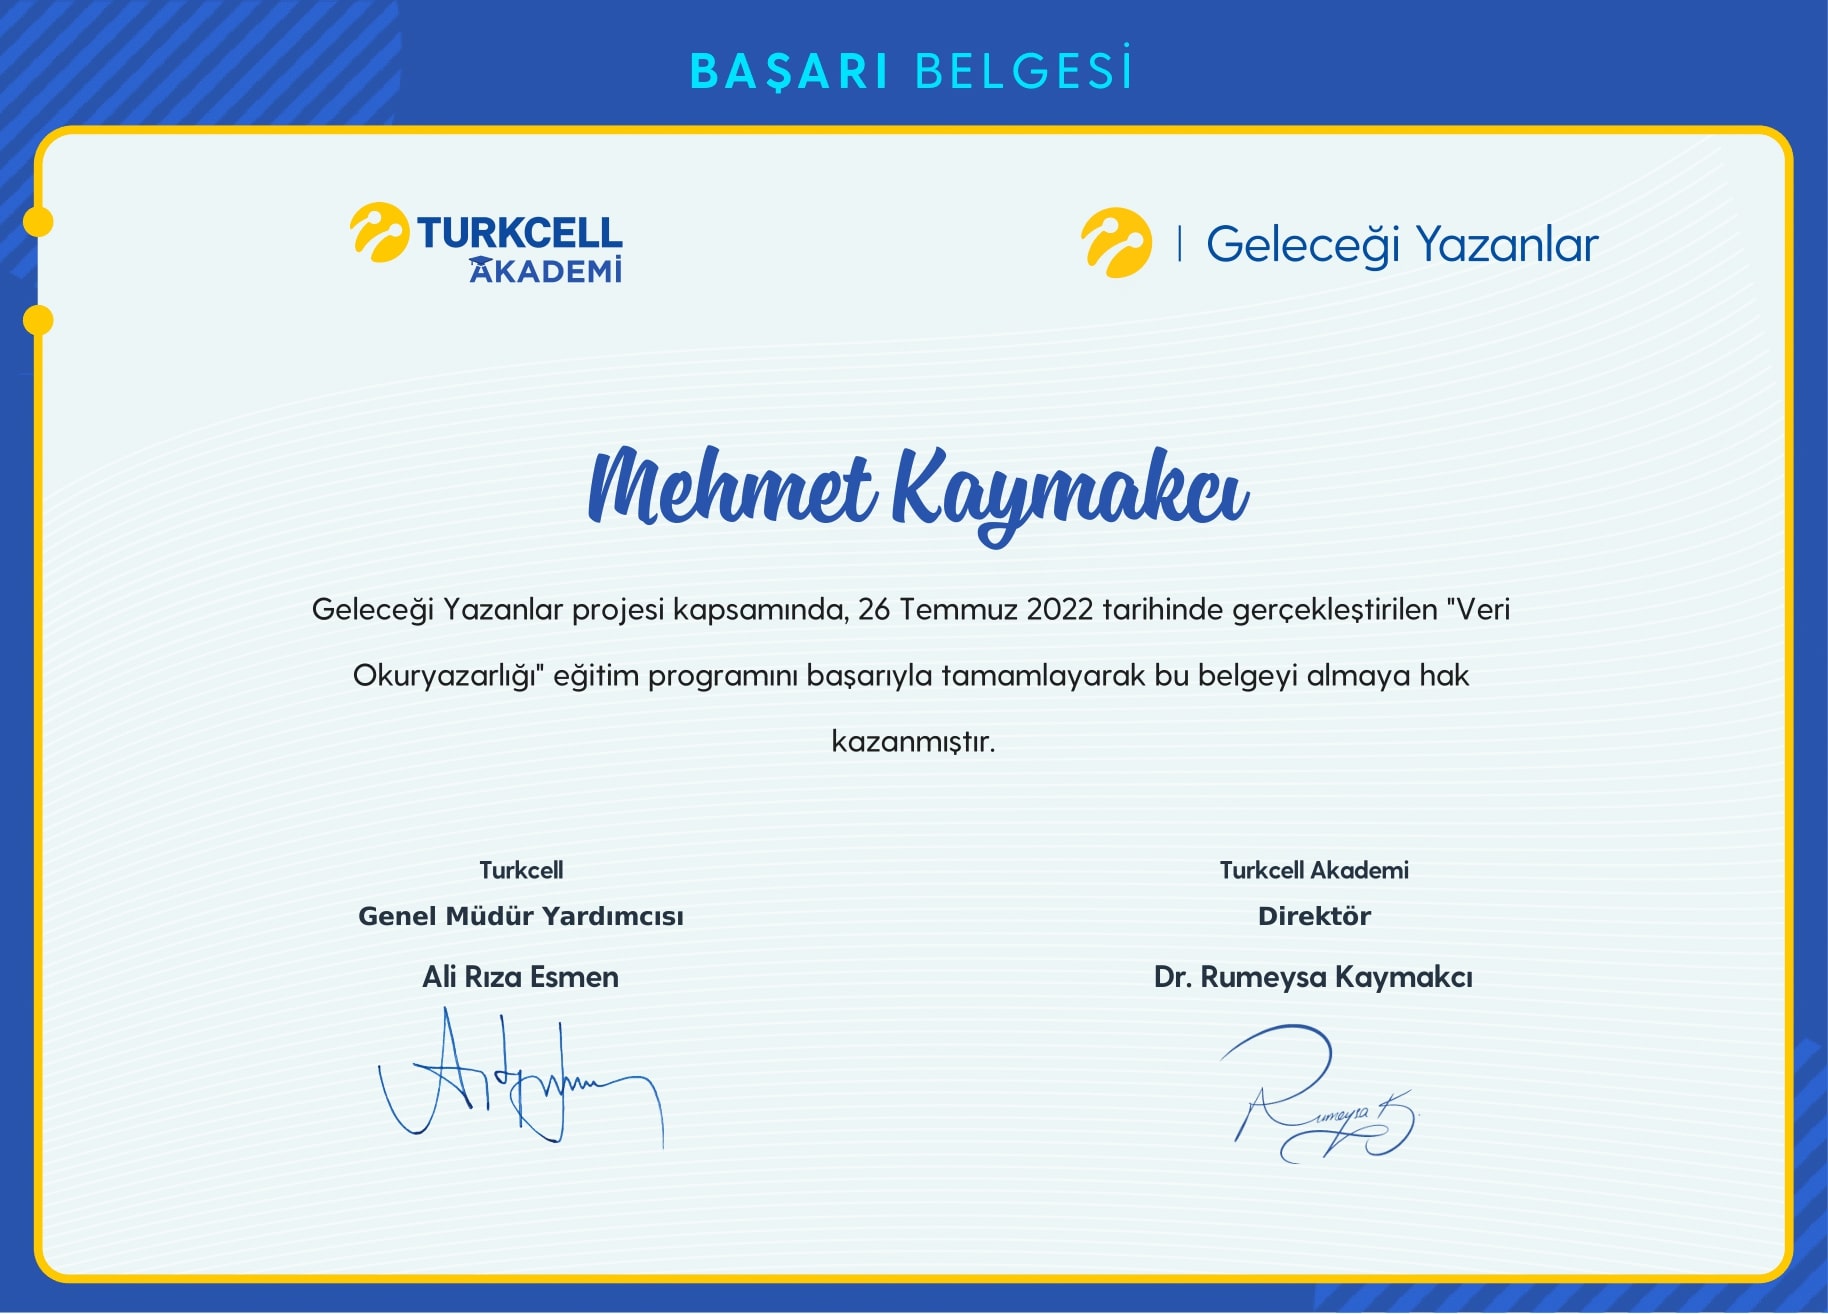 BAŞARI BELGESİ
TURKCELL
AKADEMİ
| Geleceği Yazanlar
Mehmet Kaymakcı
Geleceği Yazanlar projesi kapsamında, 26 Temmuz 2022 tarihinde gerçekleştirilen "Veri
Okuryazarlığı" eğitim programını başarıyla tamamlayarak bu belgeyi almaya hak
kazanmıştır.
Turkcell
Genel Müdür Yardımcısı
Ali Rıza Esmen
Turkcell Akademi
Direktör
Dr. Rumeysa Kaymakcı
Rumeysa K.